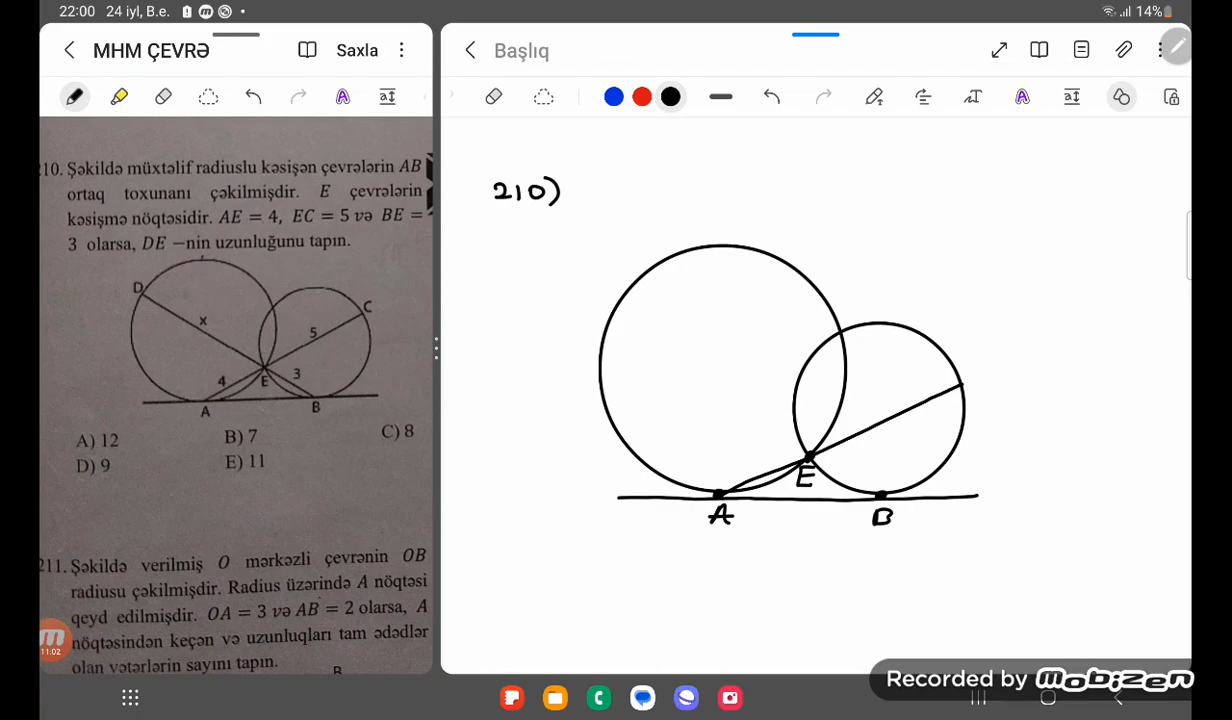 22:00 24 iyl, B.e.
14%
MHM ÇEVRƏ
Saxla
Başlıq
210. Şəkildə müxtəlif radiuslu kəsişən çevrələrin AB
ortaq toxunanı çəkilmişdir. E çevrələrin
kəsişmə nöqtəsidir. AE = 4, EC = 5 və BE =
3 olarsa, DE −nin uzunluğunu tapın.
D
x
C
5
4
E
3
A
B
A) 12
B) 7
C) 8
D) 9
E) 11
211. Şəkildə verilmiş O mərkəzli çevrənin OB
radiusu çəkilmişdir. Radius üzərində A nöqtəsi
qeyd edilmişdir. OA = 3 və AB = 2 olarsa, A
nöqtəsindən keçən və uzunluqları tam ədədlər
olan vətərlərin sayını tapın.
B
11:02
210)
E
A
B
Recorded by mobizen